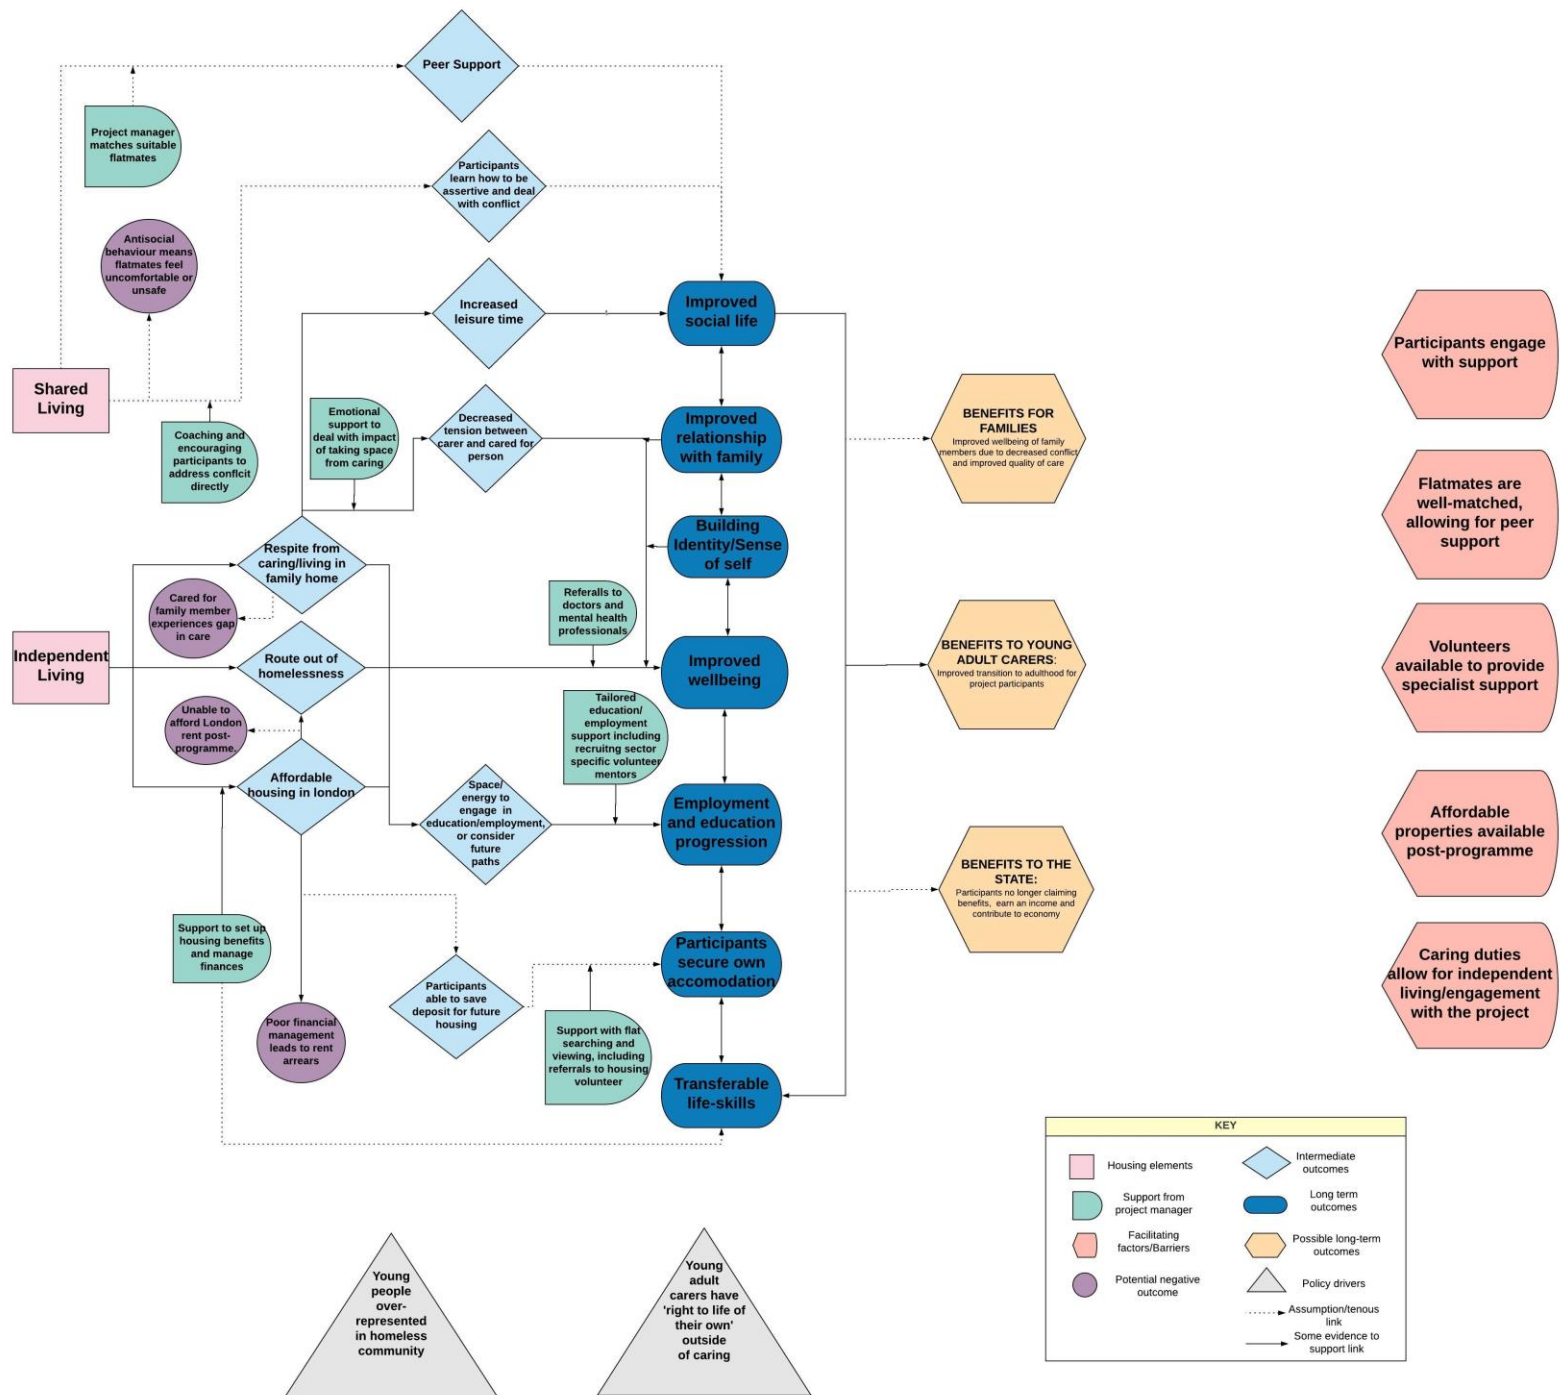 Peer Support
Project manager
matches suitable
flatmates
Participants
learn how to be
assertive and deal
with conflict
Antisocial
behaviour means
flatmates feel
uncomfortable or
unsafe
Increased
leisure time
Improved
social life
Participants engage
with support
Shared
Living
Coaching and
encouraging
participants to
address conflcit
directly
Emotional
support to
deal with impact
of taking space
from caring
Decreased
tension between
carer and cared for
person
Improved
relationship
with family
BENEFITS FOR
FAMILIES
Improved wellbeing of family
members due to decreased conflict
and improved quality of care
Flatmates are
well-matched,
allowing for peer
support
Respite from
caring/living in
family home
Building
Identity/Sense
of self
Cared for
family member
experiences gap
in care
Referalls to
doctors and
mental health
professionals
Independent
Living
Route out of
homelessness
Improved
wellbeing
BENEFITS TO YOUNG
ADULT CARERS:
Improved transition to adulthood for
project participants
Volunteers
available to provide
specialist support
Unable to
afford London
rent post-
programme,
Tailored
education/
employment
support including
recruitng sector
specific volunteer
mentors
Affordable
housing in london
Space/
energy to
engage in
education/employment,
or consider
future
paths
Employment
and education
progression
Affordable
properties available
post-programme
BENEFITS TO THE
STATE:
Participants no longer claiming
benefits, earn an income and
contribute to economy
Support to set up
housing benefits
and manage
finances
Participants
able to save
deposit for future
housing
Participants
secure own
accomodation
Caring duties
allow for independent
living/engagement
with the project
Poor financial
management
leads to rent
arrears
Support with flat
searching and
viewing, including
referrals to housing
volunteer
Transferable
life-skills
KEY
Housing elements
Intermediate
outcomes
Support from
project manager
Long term
outcomes
Facilitating
factors/Barriers
Possible long-term
outcomes
Potential negative
outcome
Policy drivers
Assumption/tenous
link
Some evidence to
support link
Young
people
over-
represented
in homeless
community
Young
adult
carers have
'right to life of
their own'
outside
of caring